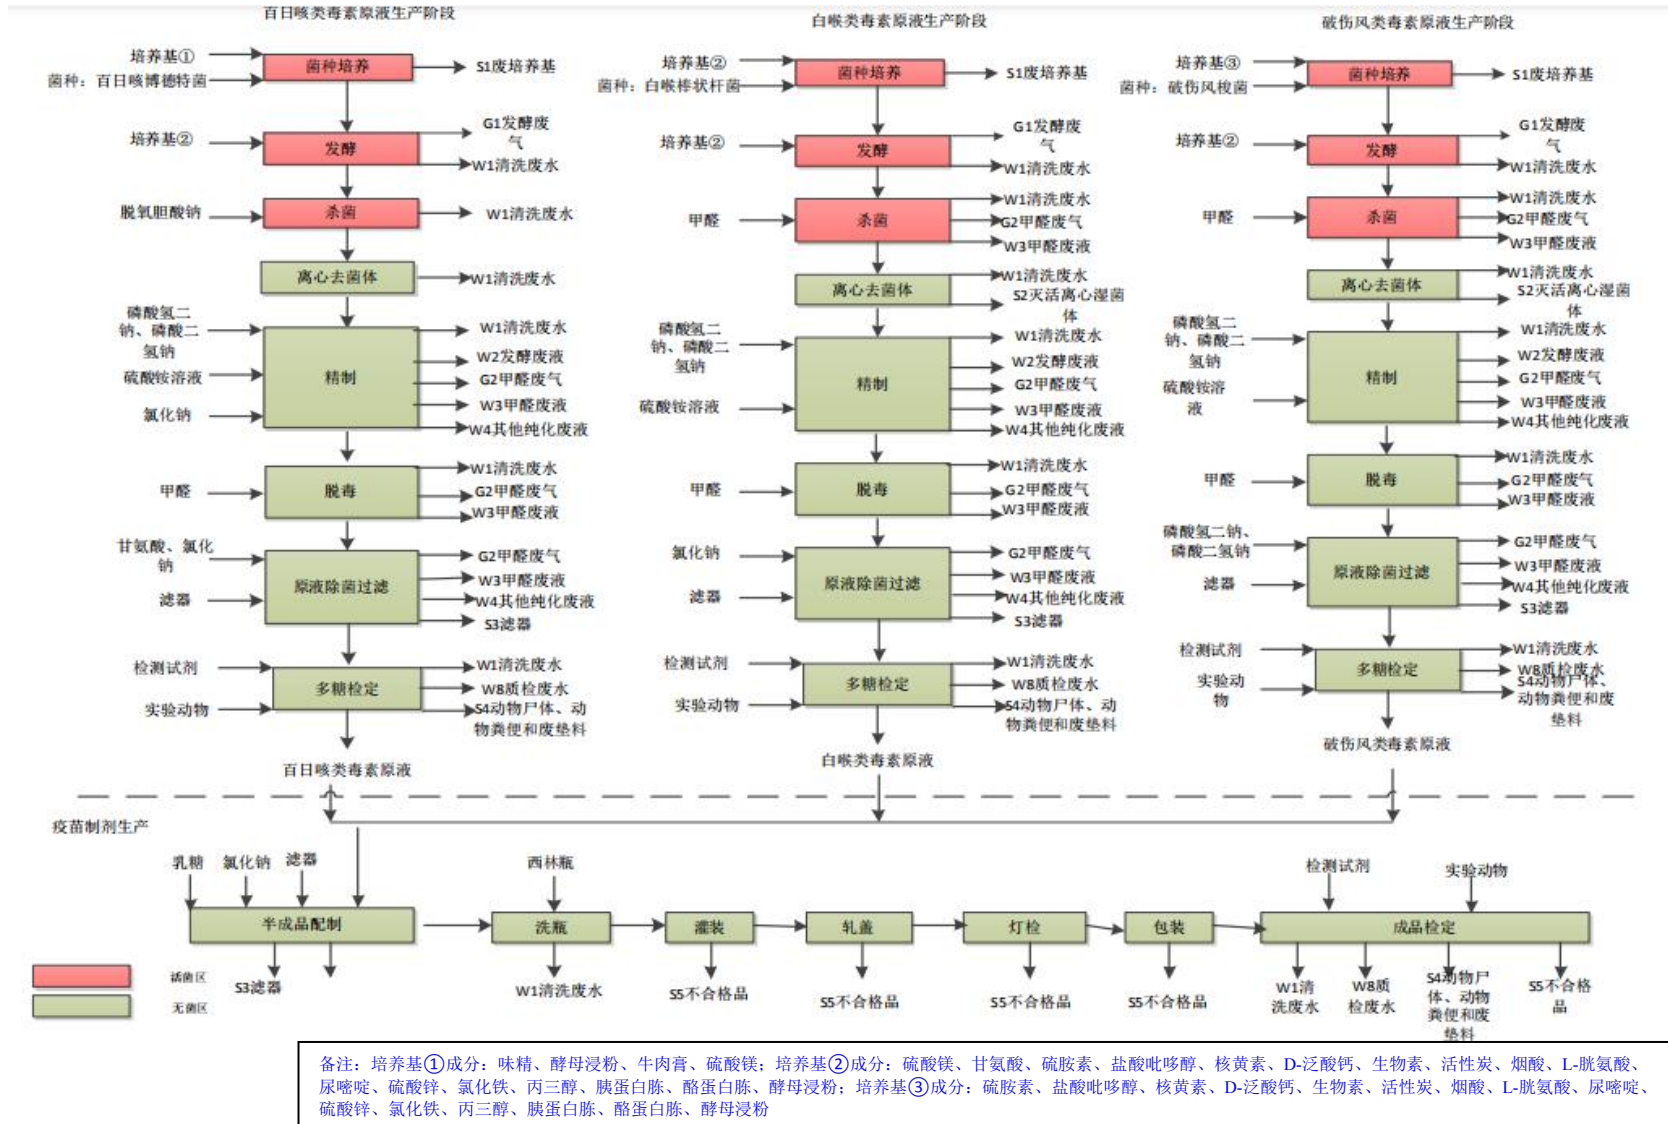 百日咳类毒素原液生产阶段
培养基①
菌种：百日咳博德特菌
菌种培养
S1废培养基
培养基②
发酵
G1发酵废
气
W1清洗废水
脱氧胆酸钠
杀菌
W1清洗废水
离心去菌体
W1清洗废水
磷酸氢二
钠、磷酸二
氢钠
硫酸铵溶液
氯化钠
精制
W1清洗废水
W2发酵废液
G2甲醛废气
W3甲醛废液
W4其他纯化废液
甲醛
脱毒
W1清洗废水
G2甲醛废气
W3甲醛废液
甘氨酸、氯化
钠
滤器
原液除菌过滤
G2甲醛废气
W3甲醛废液
W4其他纯化废液
S3滤器
检测试剂
实验动物
多糖检定
W1清洗废水
W8质检废水
S4动物尸体、动
物粪便和废垫料
百日咳类毒素原液
白喉类毒素原液生产阶段
培养基②
菌种：白喉棒状杆菌
菌种培养
S1废培养基
培养基②
发酵
G1发酵废
气
W1清洗废水
甲醛
杀菌
W1清洗废水
G2甲醛废气
W3甲醛废液
离心去菌体
W1清洗废水
S2灭活离心湿菌
体
磷酸氢二
钠、磷酸二
氢钠
硫酸铵溶液
精制
W1清洗废水
W2发酵废液
G2甲醛废气
W3甲醛废液
W4其他纯化废液
甲醛
脱毒
W1清洗废水
G2甲醛废气
W3甲醛废液
氯化钠
滤器
原液除菌过滤
G2甲醛废气
W3甲醛废液
W4其他纯化废液
S3滤器
检测试剂
实验动物
多糖检定
W1清洗废水
W8质检废水
S4动物尸体、动
物粪便和废垫料
白喉类毒素原液
破伤风类毒素原液生产阶段
培养基③
菌种：破伤风梭菌
菌种培养
S1废培养基
培养基②
发酵
G1发酵废
气
W1清洗废水
甲醛
杀菌
W1清洗废水
G2甲醛废气
W3甲醛废液
离心去菌体
W1清洗废水
S2灭活离心湿菌
体
磷酸氢二
钠、磷酸二
氢钠
硫酸铵溶
液
精制
W1清洗废水
W2发酵废液
G2甲醛废气
W3甲醛废液
W4其他纯化废液
甲醛
脱毒
W1清洗废水
G2甲醛废气
W3甲醛废液
磷酸氢二钠、
磷酸二氢钠
滤器
原液除菌过滤
G2甲醛废气
W3甲醛废液
W4其他纯化废液
S3滤器
检测试剂
实验动
物
多糖检定
W1清洗废水
W8质检废水
S4动物尸体、
动物粪便和废
垫料
破伤风类毒素原液
疫苗制剂生产
乳糖
氯化钠
滤器
半成品配制
S3滤器
西林瓶
洗瓶
W1清洗废水
灌装
S5不合格品
轧盖
S5不合格品
灯检
S5不合格品
包装
S5不合格品
检测试剂
实验动物
成品检定
W1清
洗废水
W8质
检废水
S4动物尸
体、动物
粪便和废
垫料
S5不合格
品
活菌区
无菌区
备注：培养基①成分：味精、酵母浸粉、牛肉膏、硫酸镁；培养基②成分：硫酸镁、甘氨酸、硫胺素、盐酸吡哆醇、核黄素、D-泛酸钙、生物素、活性炭、烟酸、L-胱氨酸、
尿嘧啶、硫酸锌、氯化铁、丙三醇、胰蛋白胨、酪蛋白胨、酵母浸粉；培养基③成分：硫胺素、盐酸吡哆醇、核黄素、D-泛酸钙、生物素、活性炭、烟酸、L-胱氨酸、尿嘧啶、
硫酸锌、氯化铁、丙三醇、胰蛋白胨、酪蛋白胨、酵母浸粉